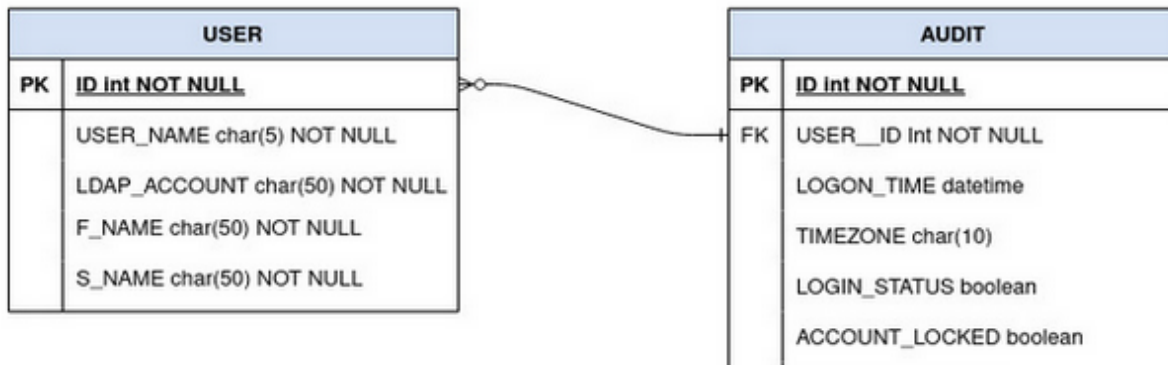 USER
PK ID int NOT NULL
USER_NAME char(5) NOT NULL
LDAP_ACCOUNT char(50) NOT NULL
F_NAME char(50) NOT NULL
S_NAME char(50) NOT NULL
AUDIT
PK ID int NOT NULL
FK USER__ID Int NOT NULL
LOGON_TIME datetime
TIMEZONE char(10)
LOGIN_STATUS boolean
ACCOUNT_LOCKED boolean